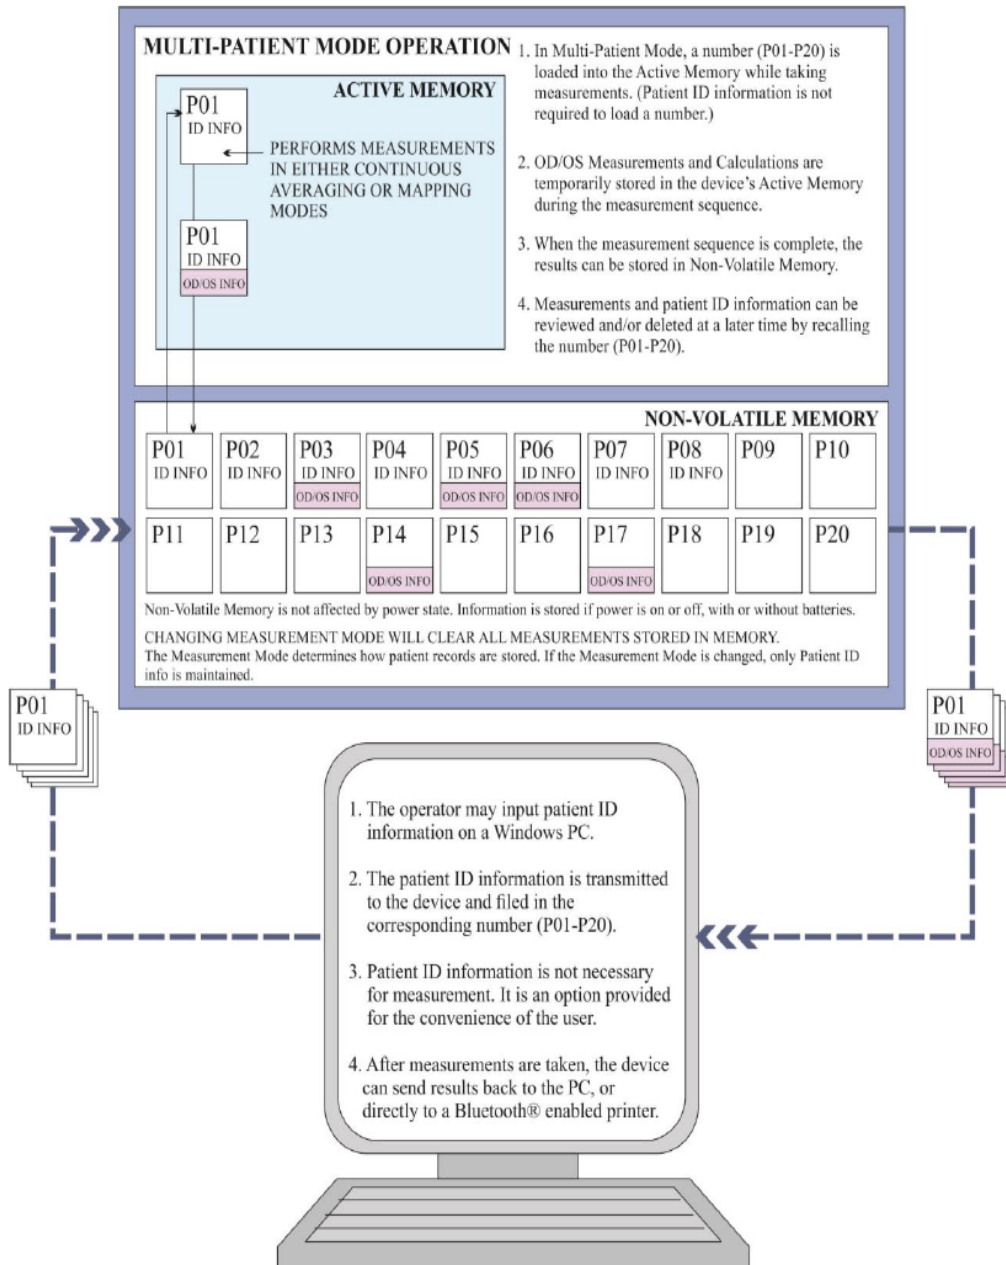 MULTI-PATIENT MODE OPERATION
ACTIVE MEMORY
P01
ID INFO
PERFORMS MEASUREMENTS
IN EITHER CONTINUOUS
AVERAGING OR MAPPING
MODES
P01
ID INFO
OD/OS INFO
1. In Multi-Patient Mode, a number (P01-P20) is
loaded into the Active Memory while taking
measurements. (Patient ID information is not
required to load a number.)
2. OD/OS Measurements and Calculations are
temporarily stored in the device's Active Memory
during the measurement sequence.
3. When the measurement sequence is complete, the
results can be stored in Non-Volatile Memory.
4. Measurements and patient ID information can be
reviewed and/or deleted at a later time by recalling
the number (P01-P20).
NON-VOLATILE MEMORY
P01 P02 P03 P04 P05 P06 P07 P08 P09 P10
ID INFO ID INFO ID INFO ID INFO ID INFO ID INFO ID INFO ID INFO
OD/OS INFO OD/OS INFO OD/OS INFO
P11 P12 P13 P14 P15 P16 P17 P18 P19 P20
OD/OS INFO OD/OS INFO
Non-Volatile Memory is not affected by power state. Information is stored if power is on or off, with or without batteries.
CHANGING MEASUREMENT MODE WILL CLEAR ALL MEASUREMENTS STORED IN MEMORY.
The Measurement Mode determines how patient records are stored. If the Measurement Mode is changed, only Patient ID
info is maintained.
P01
ID INFO
P01
ID INFO
OD/OS INFO
1. The operator may input patient ID
information on a Windows PC.
2. The patient ID information is transmitted
to the device and filed in the
corresponding number (P01-P20).
3. Patient ID information is not necessary
for measurement. It is an option provided
for the convenience of the user.
4. After measurements are taken, the device
can send results back to the PC, or
directly to a Bluetooth® enabled printer.